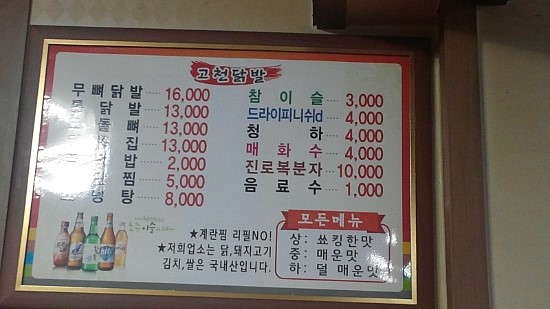 고천닭발
무뼈닭발 16,000
닭발 13,000
뼈 13,000
집 13,000
밥 2,000
찜 5,000
탕 8,000
참이슬 3,000
드라이피니쉬d 4,000
청하 4,000
매화수 4,000
진로복분자 10,000
음료수 1,000
★계란찜 리필NO!
★저희업소는 닭,돼지고기
김치,쌀은 국내산입니다.
모든메뉴
상: 쑈킹한맛
중: 매운맛
하: 덜 매운맛